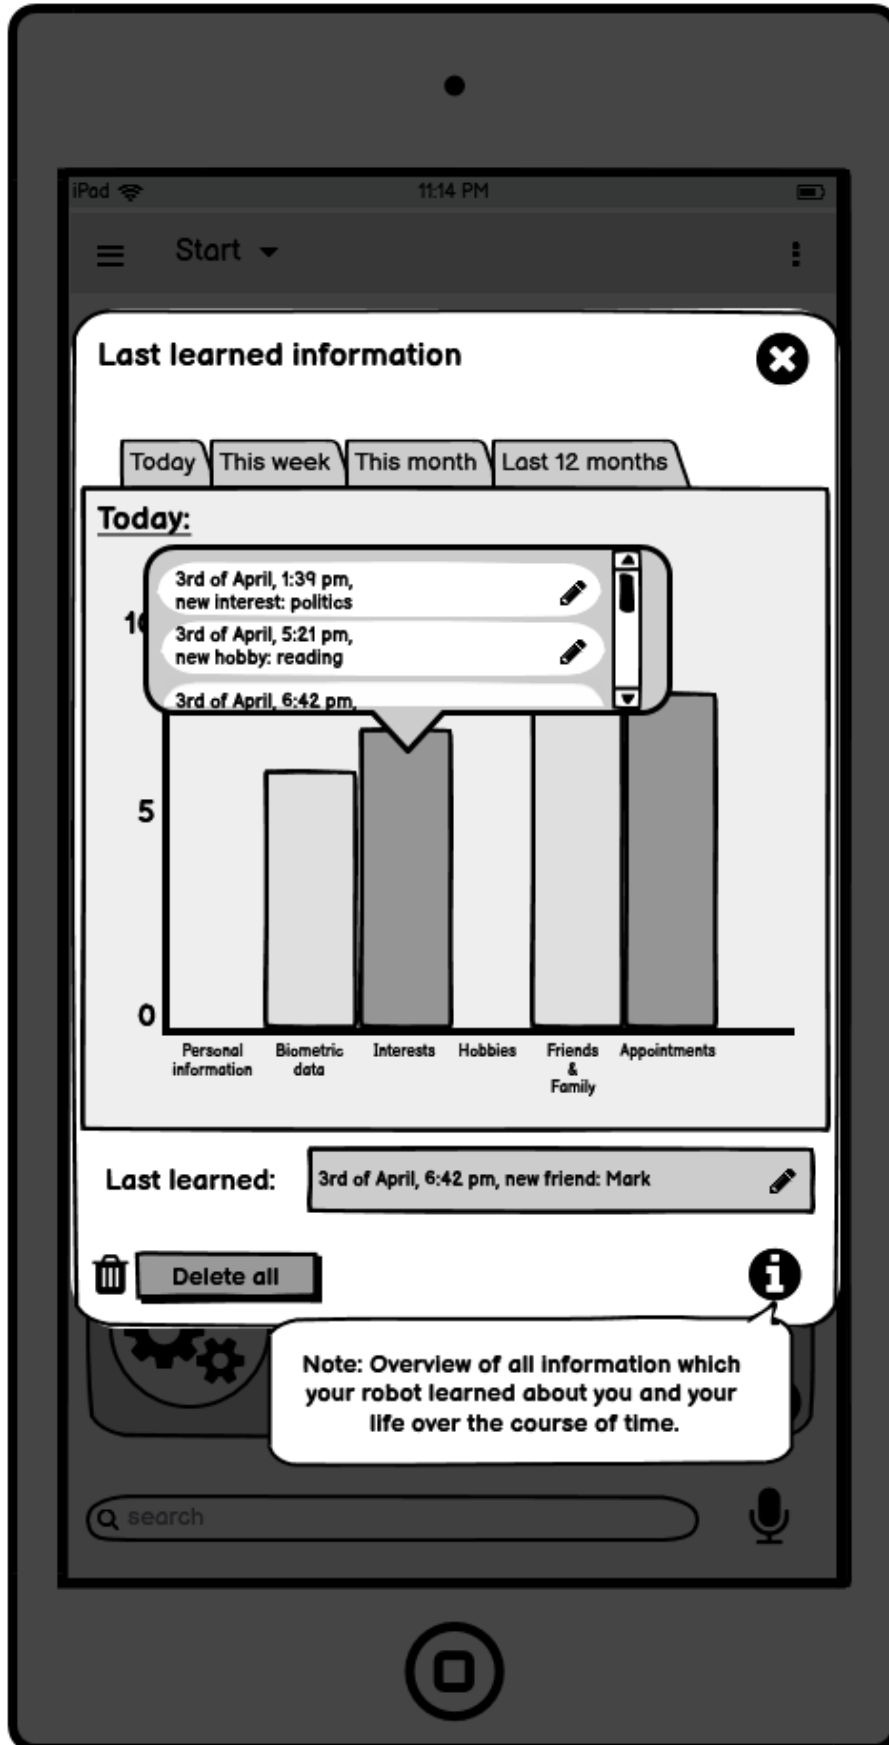 iPad 11:14 PM
Start
Last learned information
Today This week This month Last 12 months
Today:
3rd of April, 1:39 pm,
new interest: politics
3rd of April, 5:21 pm,
new hobby: reading
3rd of April, 6:42 pm,
5
0
Personal information
Biometric data
Interests
Hobbies
Friends & Family
Appointments
Last learned: 3rd of April, 6:42 pm, new friend: Mark
Delete all
Note: Overview of all information which
your robot learned about you and your
life over the course of time.
search